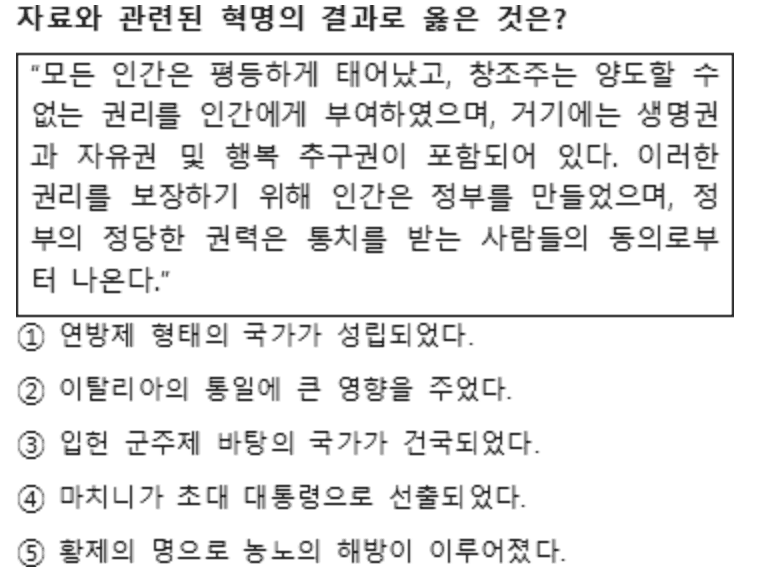 자료와 관련된 혁명의 결과로 옳은 것은?
"모든 인간은 평등하게 태어났고, 창조주는 양도할 수
없는 권리를 인간에게 부여하였으며, 거기에는 생명권
과 자유권 및 행복 추구권이 포함되어 있다. 이러한
권리를 보장하기 위해 인간은 정부를 만들었으며, 정
부의 정당한 권력은 통치를 받는 사람들의 동의로부
터 나온다."
① 연방제 형태의 국가가 성립되었다.
② 이탈리아의 통일에 큰 영향을 주었다.
③ 입헌 군주제 바탕의 국가가 건국되었다.
④ 마치니가 초대 대통령으로 선출되었다.
⑤ 황제의 명으로 농노의 해방이 이루어졌다.